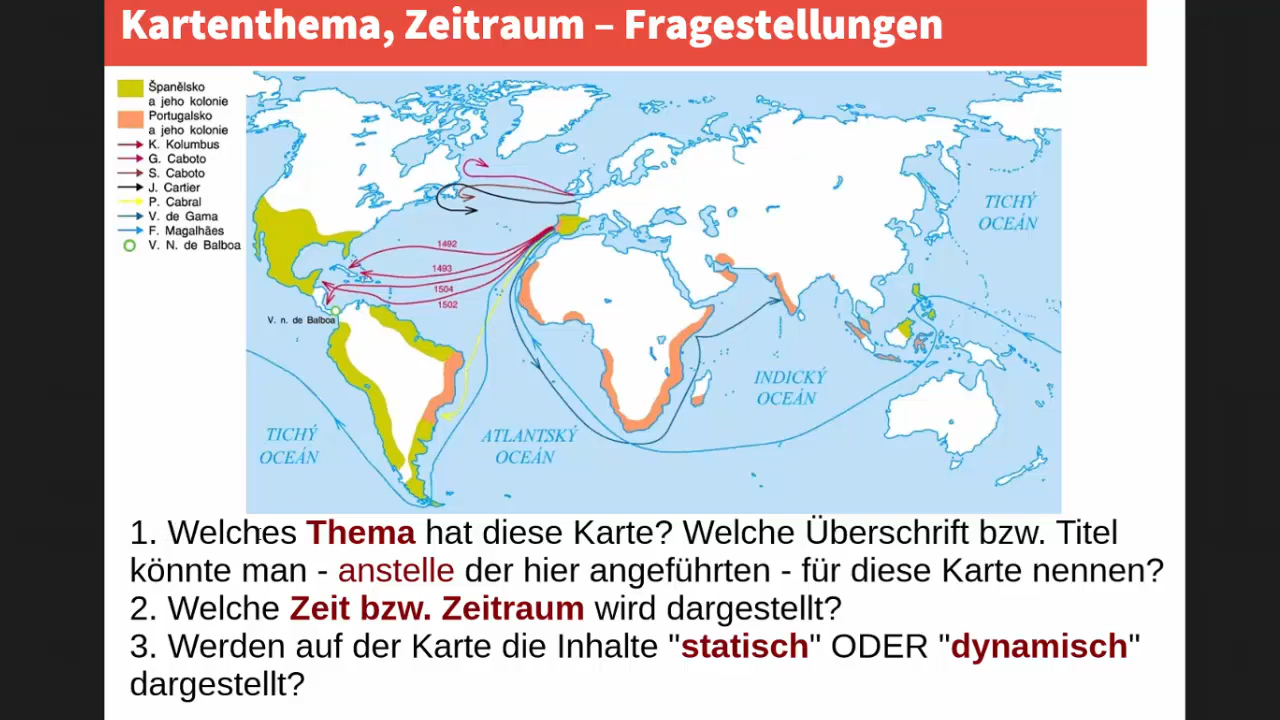 Kartenthema, Zeitraum – Fragestellungen
Španělsko
a jeho kolonie
Portugalsko
a jeho kolonie
K. Kolumbus
G. Caboto
S. Caboto
J. Cartier
P. Cabral
V. de Gama
F. Magalhães
V. N. de Balboa
TICHÝ
OCEÁN
1492
1493
1504
1502
V. n. de Balboa
INDICKÝ
OCEÁN
TICHÝ
OCEÁN
ATLANTSKÝ
OCEÁN
1. Welches Thema hat diese Karte? Welche Überschrift bzw. Titel
könnte man - anstelle der hier angeführten - für diese Karte nennen?
2. Welche Zeit bzw. Zeitraum wird dargestellt?
3. Werden auf der Karte die Inhalte "statisch" ODER "dynamisch"
dargestellt?